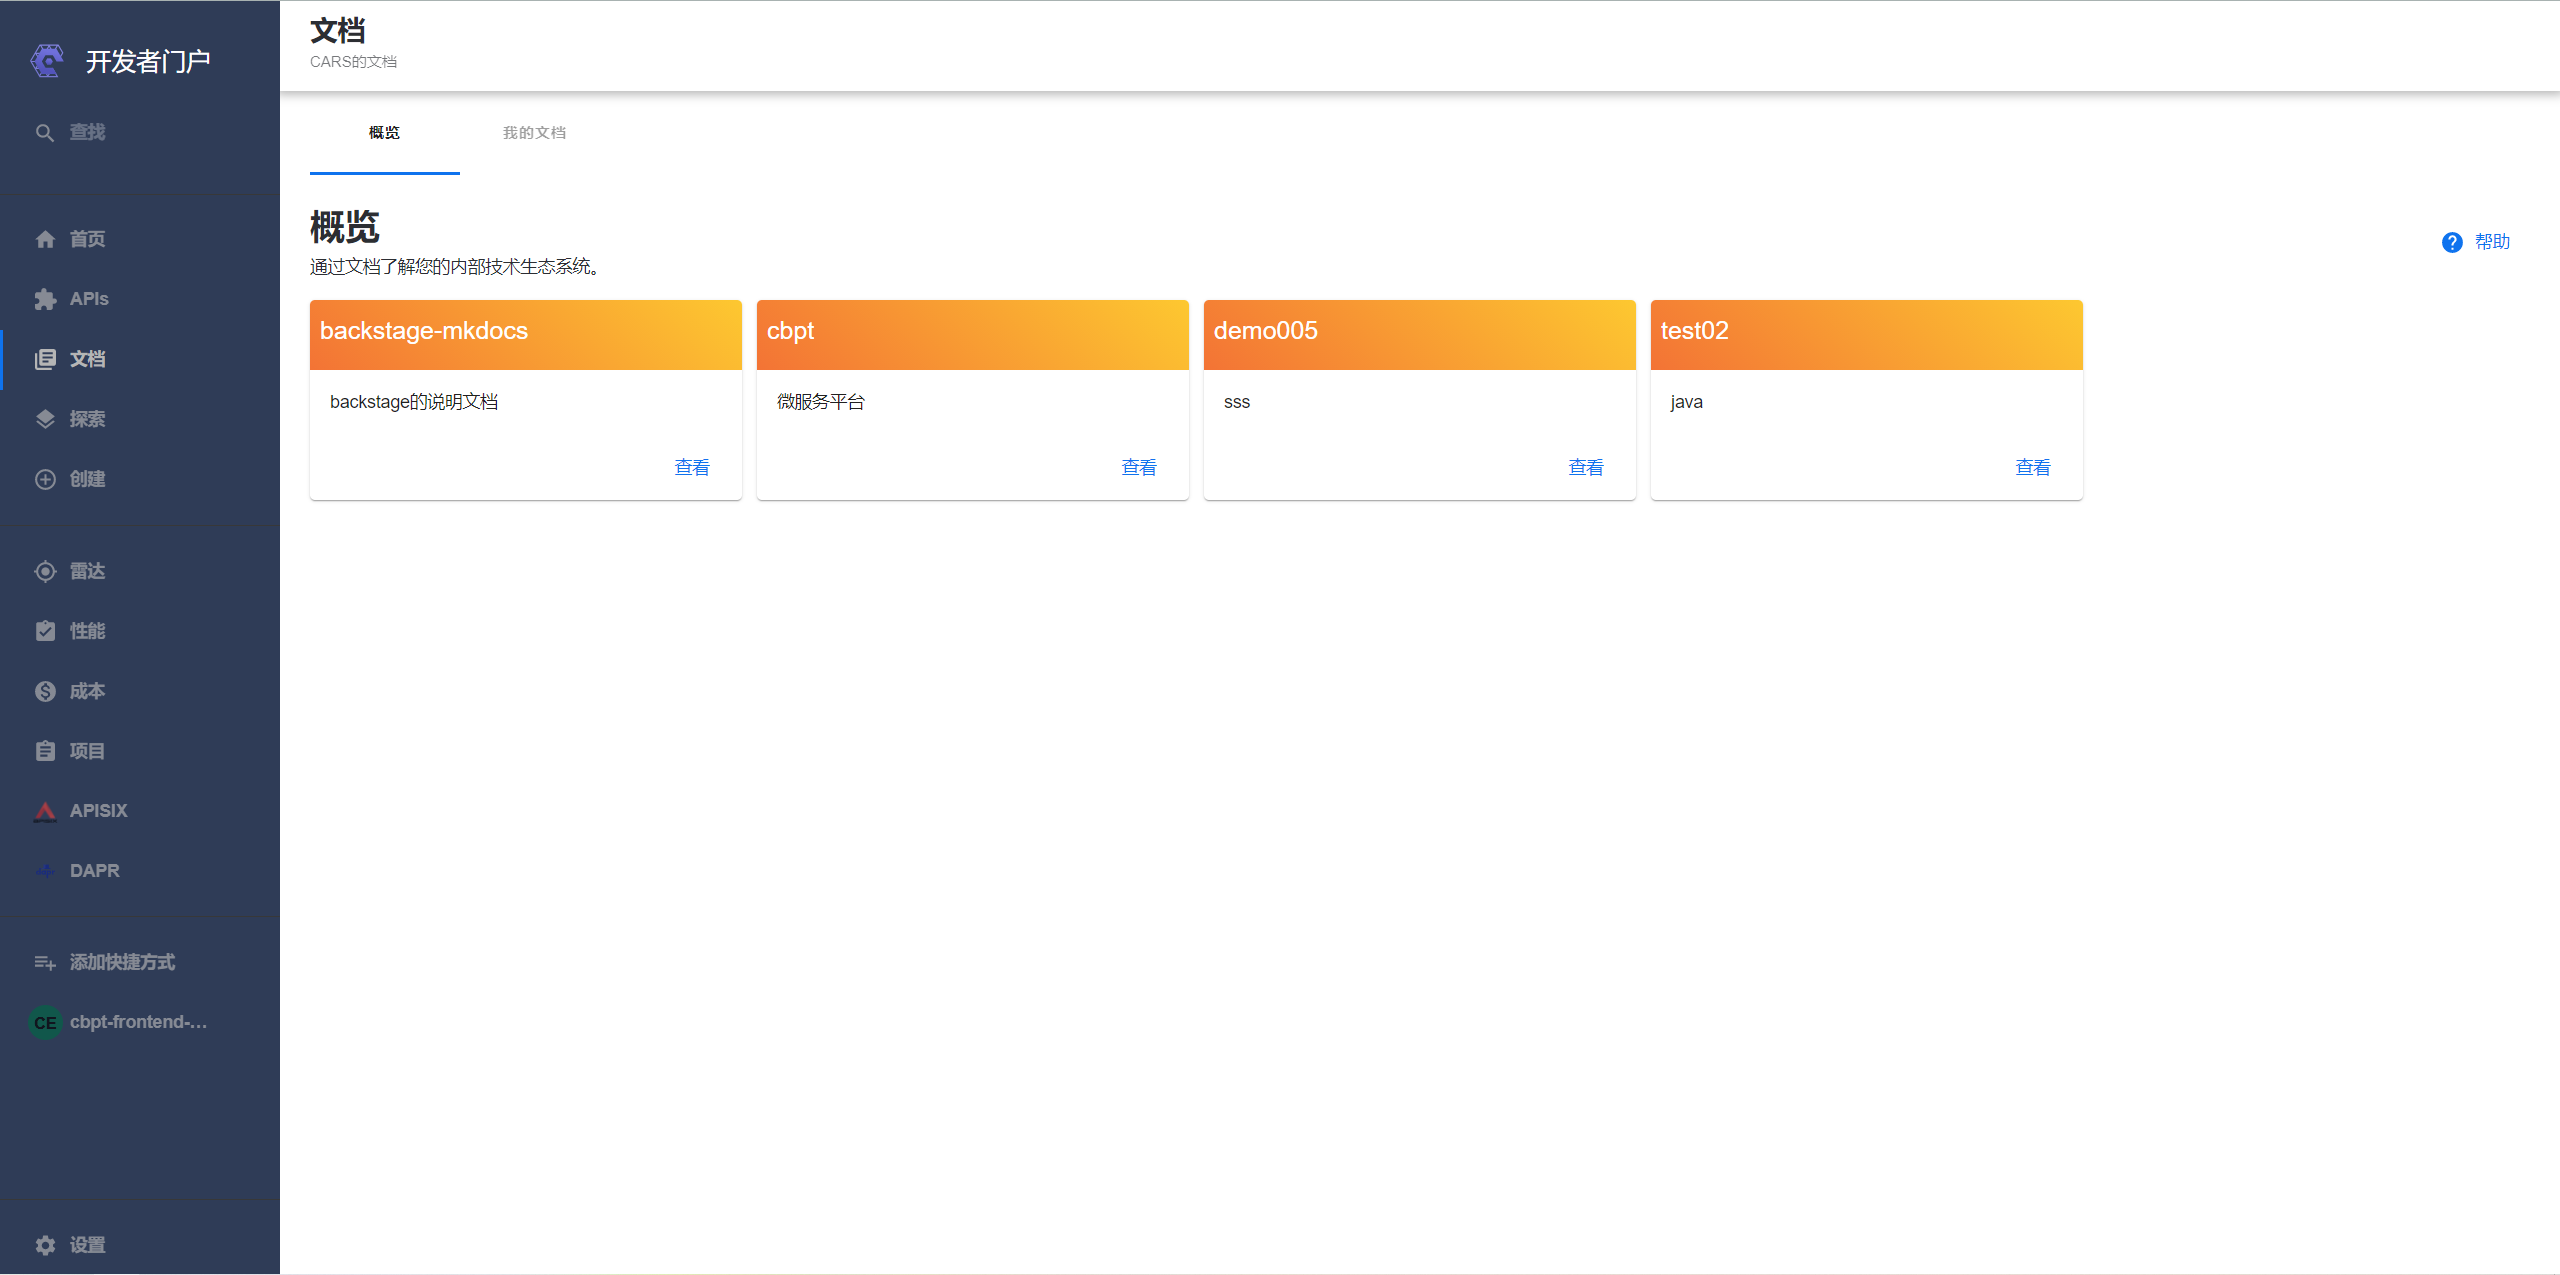 开发者门户
查找
首页
APIs
文档
探索
创建
雷达
性能
成本
项目
APISIX
DAPR
添加快捷方式
CE cbpt-frontend-...
设置
文档
CARS的文档
概览 我的文档
概览
通过文档了解您的内部技术生态系统。
帮助
backstage-mkdocs
backstage的说明文档
查看
cbpt
微服务平台
查看
demo005
sss
查看
test02
java
查看